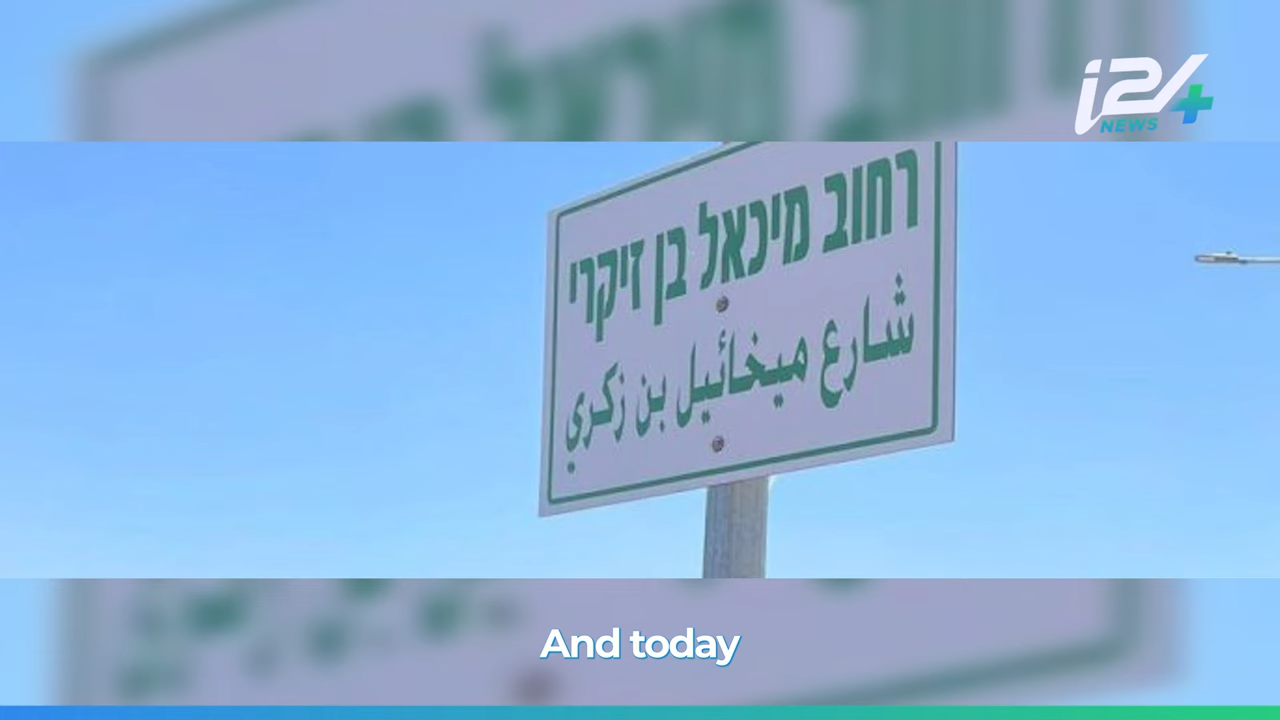 i24
NEWS
+
רחוב מיכאל בן זיקרי
شارع ميخائيل بن زكري
And today